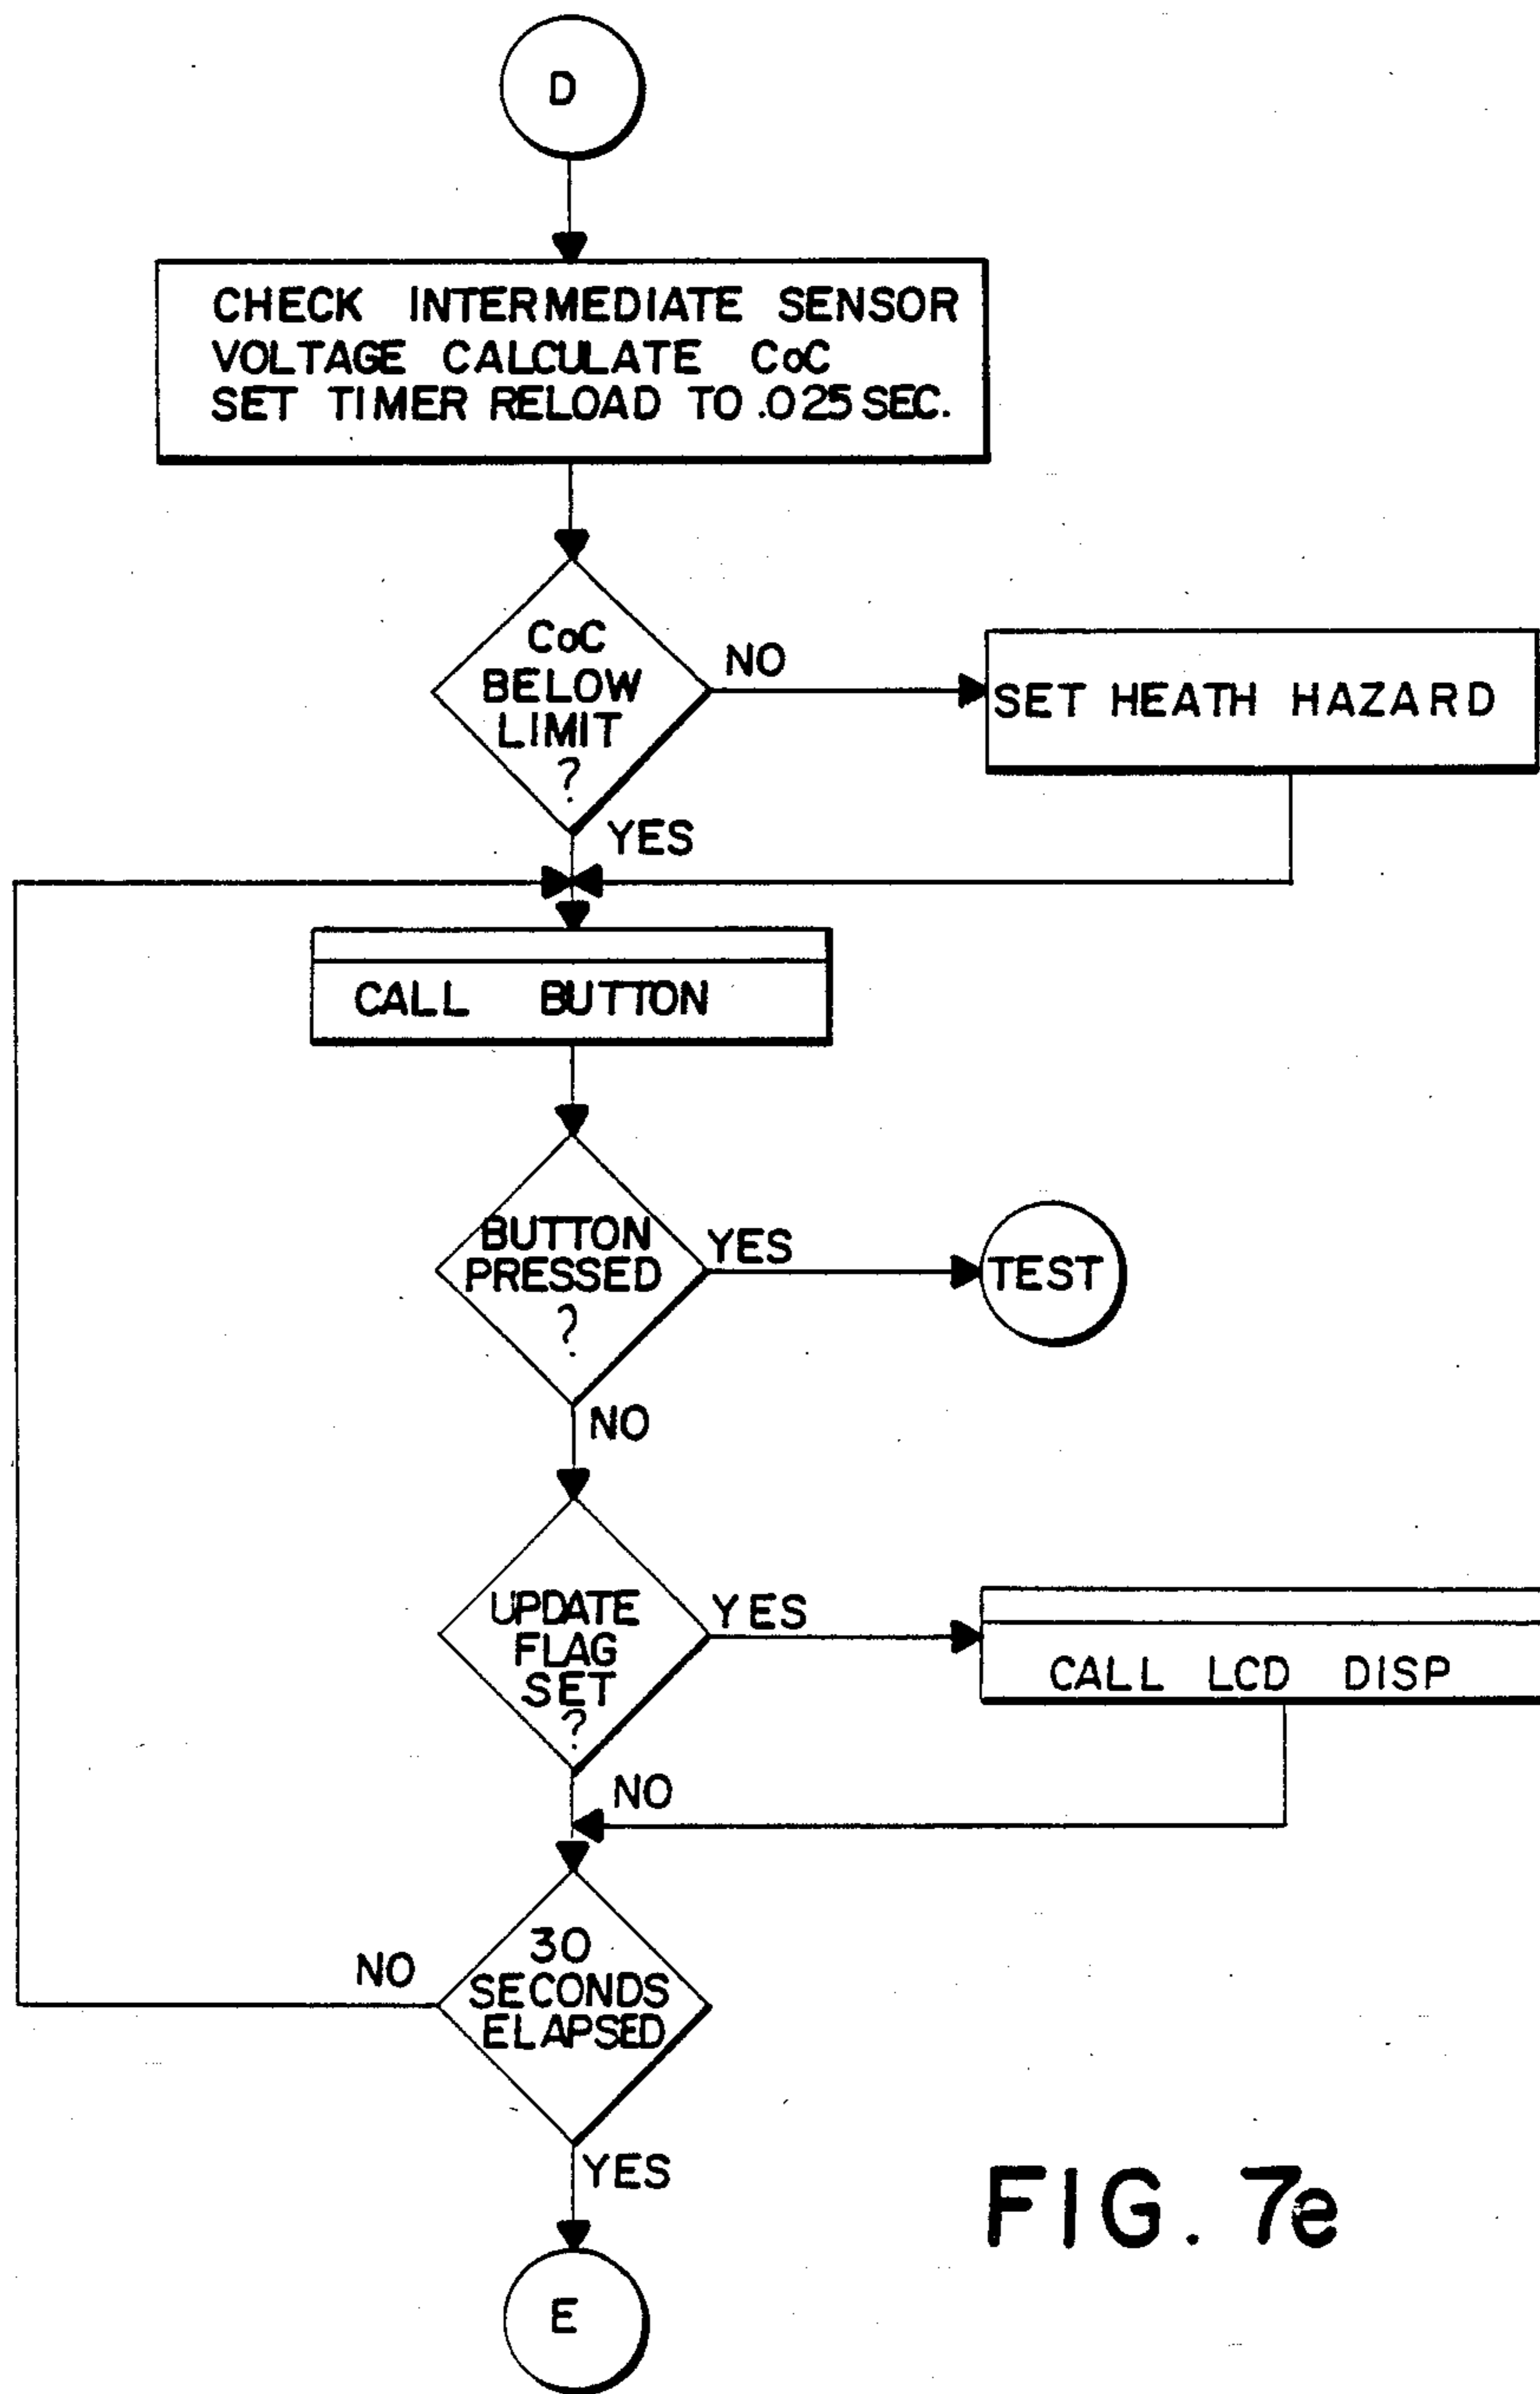 D
CHECK INTERMEDIATE SENSOR
VOLTAGE CALCULATE CoC
SET TIMER RELOAD TO .025 SEC.
CoC
BELOW
LIMIT
?
NO
SET HEATH HAZARD
YES
CALL BUTTON
BUTTON
PRESSED
?
YES
TEST
NO
UPDATE
FLAG
SET
?
YES
CALL LCD DISP
NO
30
SECONDS
ELAPSED
NO
YES
E
FIG. 7e